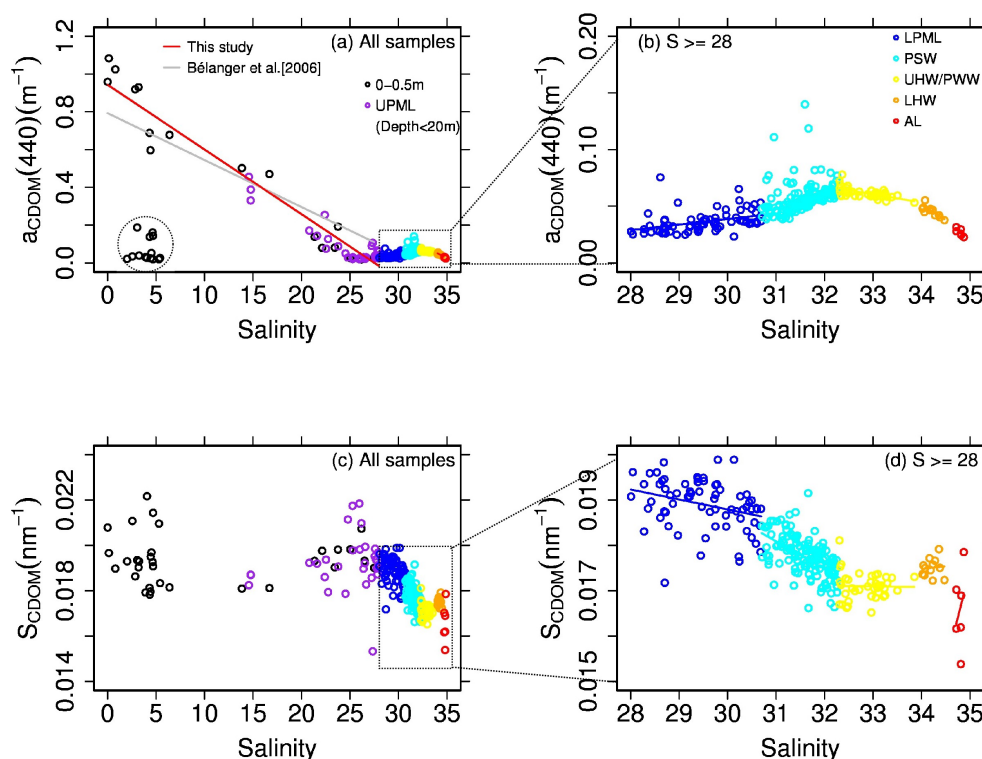 (a) All samples
This study
Bélanger et al.[2006]
0−0.5m
UPML
(Depth<20m)
aCDOM(440)(m−1)
0.0 0.4 0.8 1.2
0 5 10 15 20 25 30 35
Salinity
(b) S >= 28
LPML
PSW
UHW/PWW
LHW
AL
aCDOM(440)(m−1)
0.00 0.10 0.20
28 29 30 31 32 33 34 35
Salinity
(c) All samples
SCDOM(nm−1)
0.014 0.018 0.022
0 5 10 15 20 25 30 35
Salinity
(d) S >= 28
SCDOM(nm−1)
0.015 0.017 0.019
28 29 30 31 32 33 34 35
Salinity